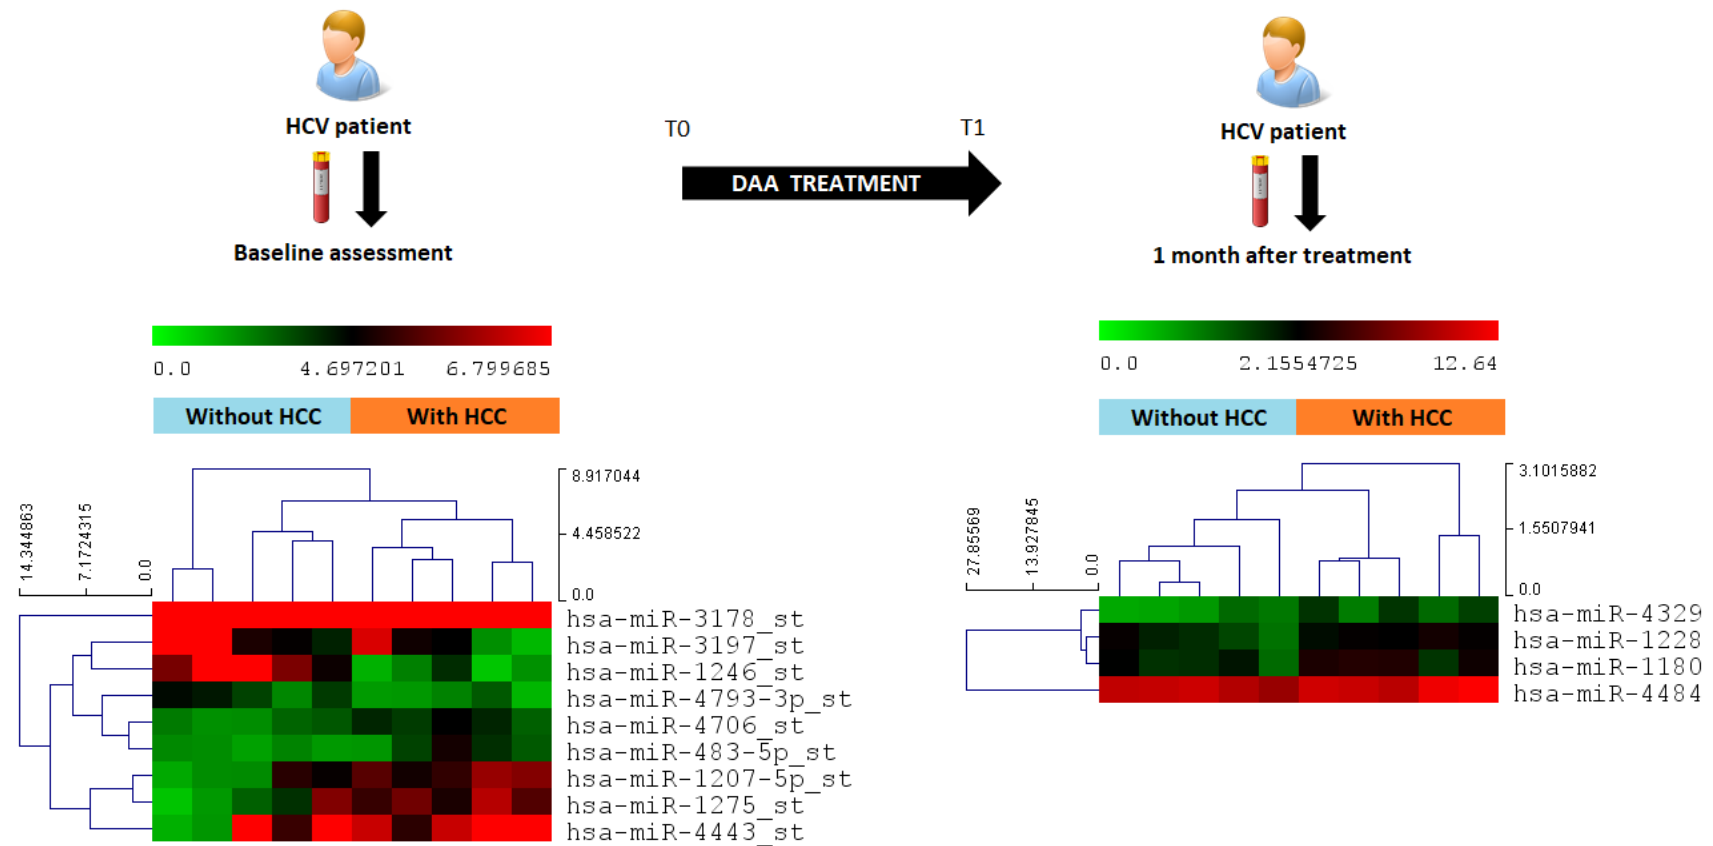 HCV patient
Baseline assessment
T0
T1
DAA TREATMENT
HCV patient
1 month after treatment
0.0 4.697201 6.799685
Without HCC With HCC
8.917044
4.458522
0.0
14.344863
7.1724315
0.0
hsa-miR-3178_st
hsa-miR-3197_st
hsa-miR-1246_st
hsa-miR-4793-3p_st
hsa-miR-4706_st
hsa-miR-483-5p_st
hsa-miR-1207-5p_st
hsa-miR-1275_st
hsa-miR-4443_st
0.0 2.1554725 12.64
Without HCC With HCC
3.1015882
1.5507941
0.0
27.85569
13.927845
0.0
hsa-miR-4329
hsa-miR-1228
hsa-miR-1180
hsa-miR-4484